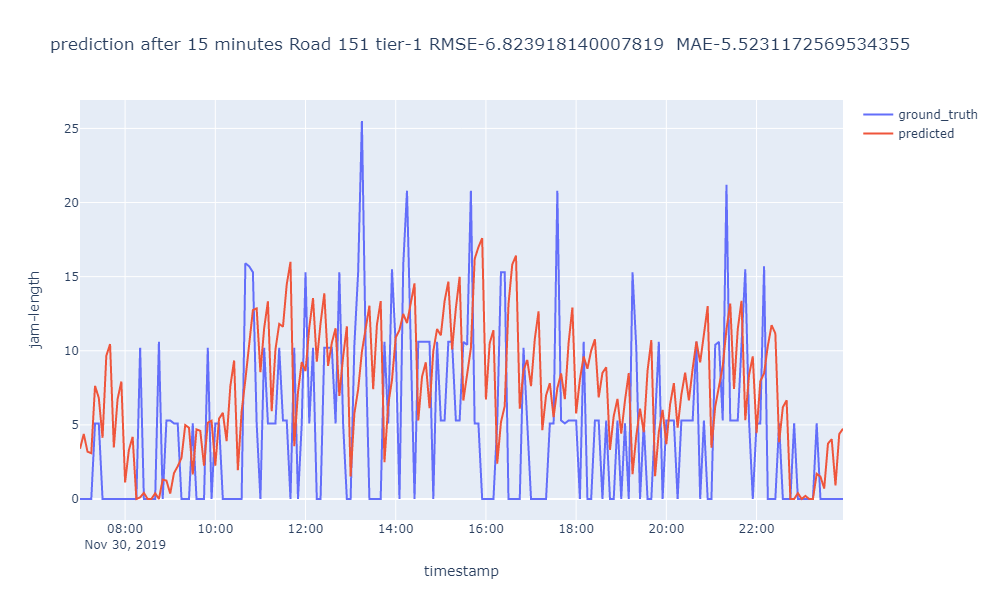 prediction after 15 minutes Road 151 tier-1 RMSE-6.823918140007819  MAE-5.5231172569534355
ground_truth
predicted
jam-length
25
20
15
10
5
0
08:00
10:00
12:00
14:00
16:00
18:00
20:00
22:00
Nov 30, 2019
timestamp